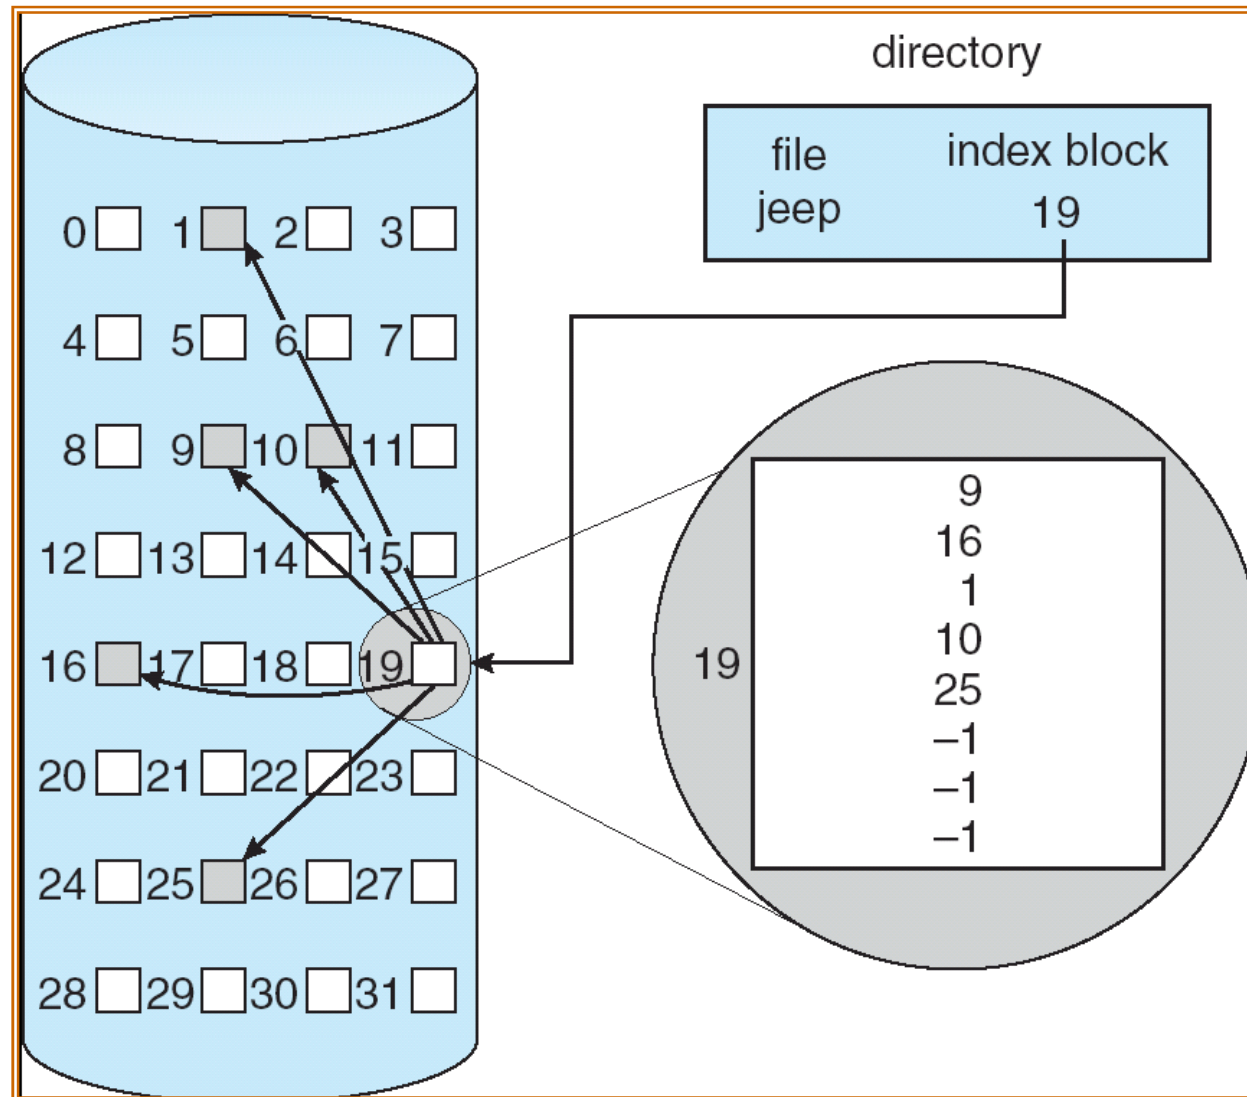 directory
file index block
jeep 19
0 1 2 3
4 5 6 7
8 9 10 11
12 13 14 15
16 17 18 19
20 21 22 23
24 25 26 27
28 29 30 31
19
9
16
1
10
25
–1
–1
–1